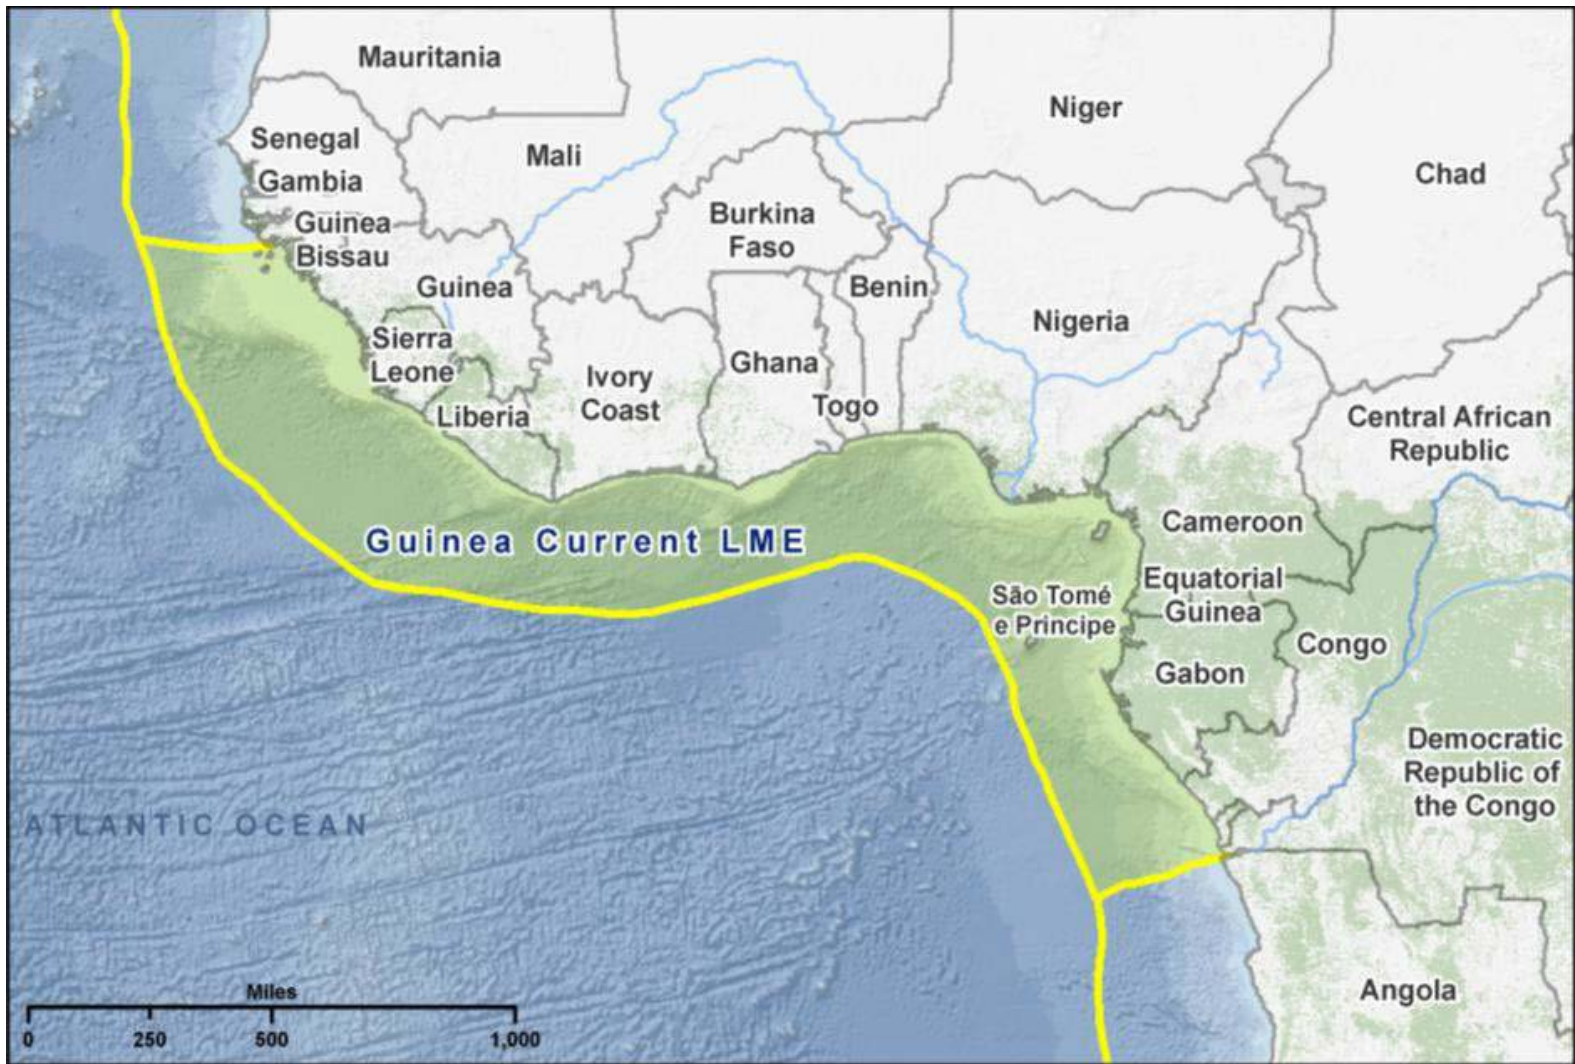 Mauritania
Niger
Senegal
Mali
Chad
Gambia
Burkina
Faso
Guinea
Bissau
Guinea
Benin
Nigeria
Sierra
Leone
Ghana
Ivory
Coast
Togo
Liberia
Central African
Republic
Guinea Current LME
Cameroon
Equatorial
Guinea
São Tomé
e Principe
Congo
Gabon
Democratic
Republic of
the Congo
ATLANTIC OCEAN
Angola
Miles
0 250 500 1,000